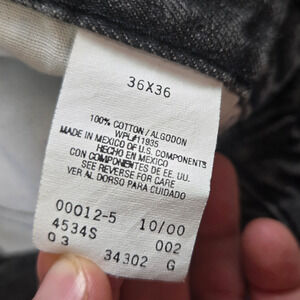 36X36
100% COTTON/ALGODON
WPL#11935
MADE IN MEXICO OF U.S. COMPONENTS
HECHO EN MEXICO
CON COMPONENTES DE EE. UU.
SEE REVERSE FOR CARE
VER AL DORSO PARA CUIDADO
00012-5 10/00
4534S 002
03 34302 G